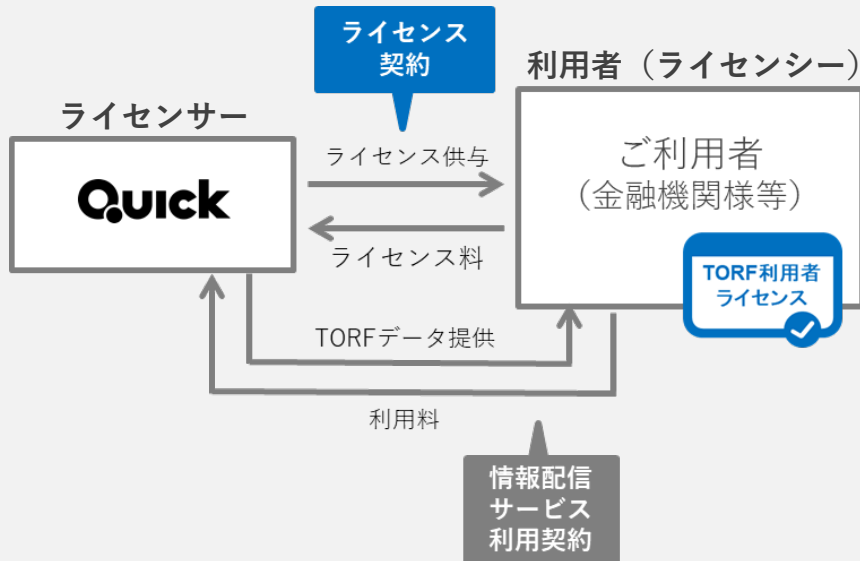 ライセンス
契約
利用者（ライセンシー）
ライセンサー
Quick
ライセンス供与
ご利用者
（金融機関様等）
ライセンス料
TORF利用者
ライセンス
TORFデータ提供
利用料
情報配信
サービス
利用契約